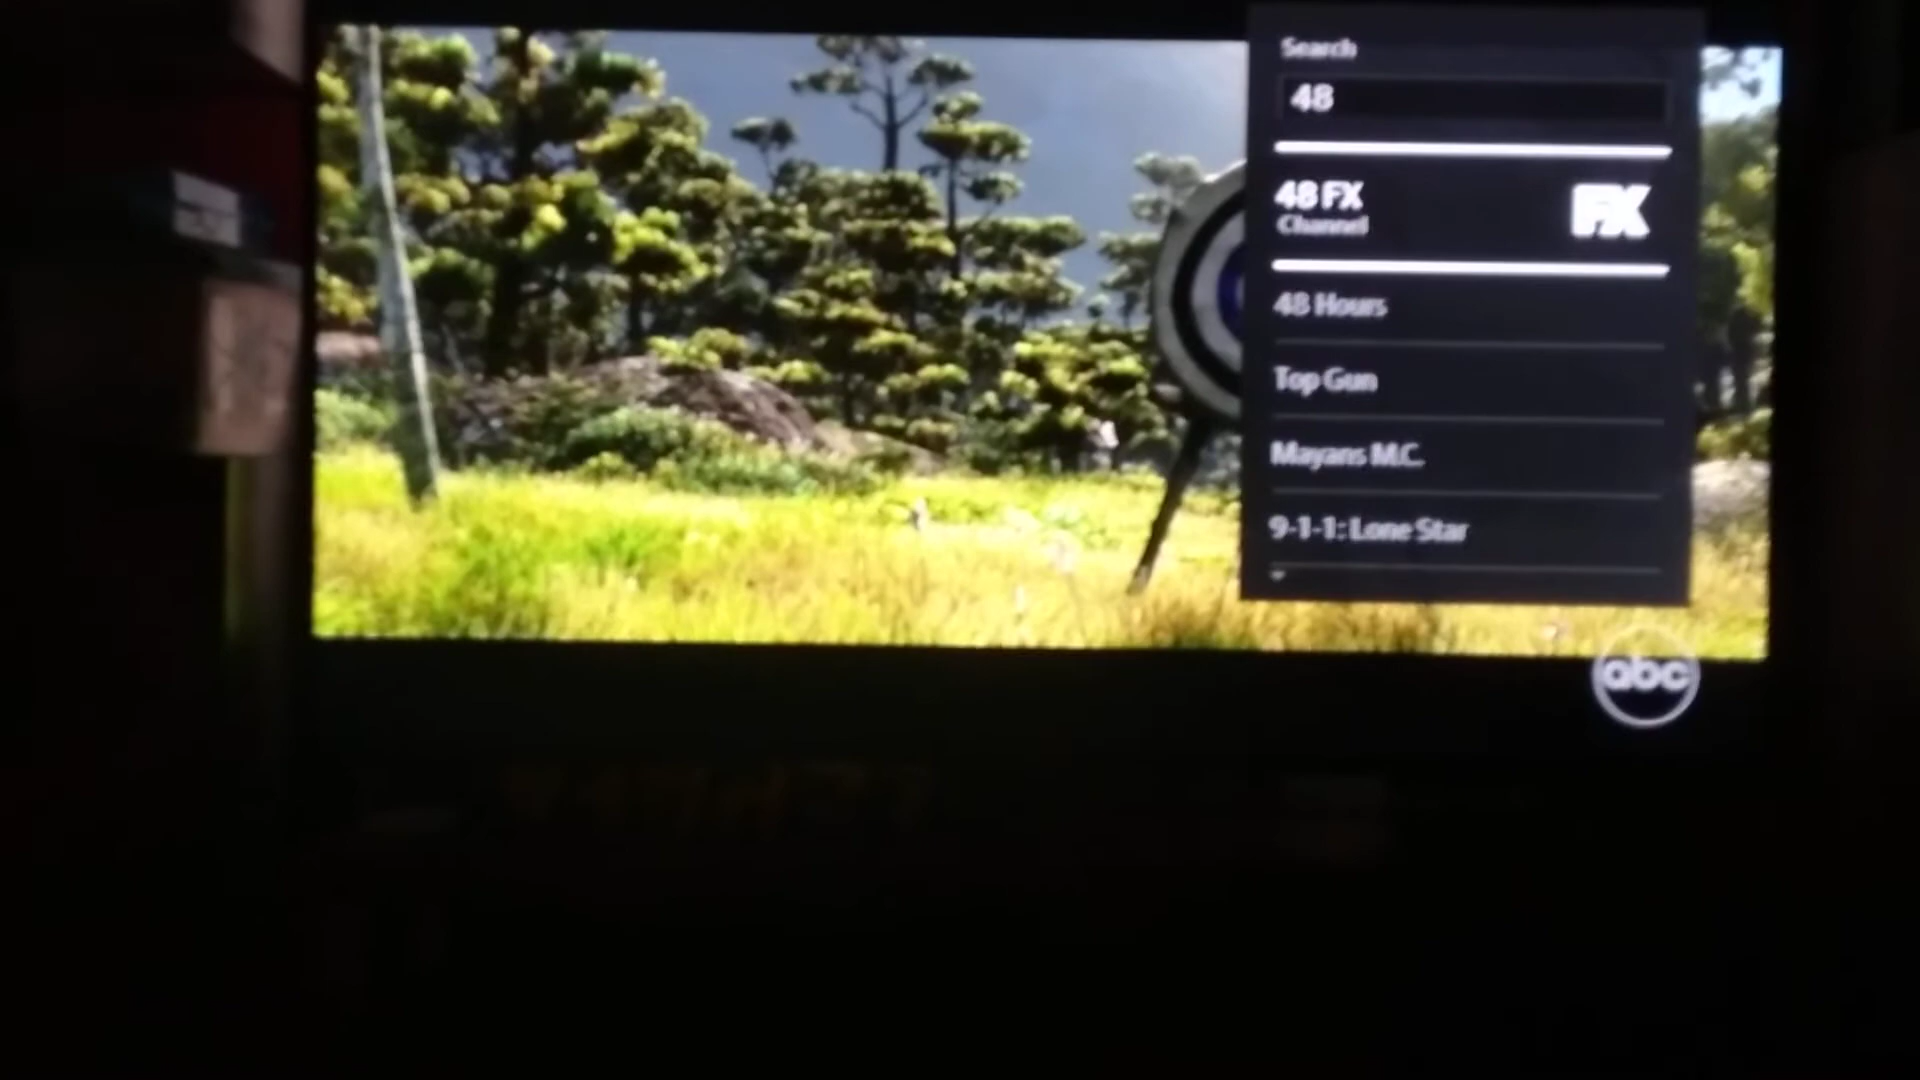 Search
48
48 FX
Channel
FX
48 Hours
Top Gun
Mayans M.C.
9-1-1: Lone Star
abc